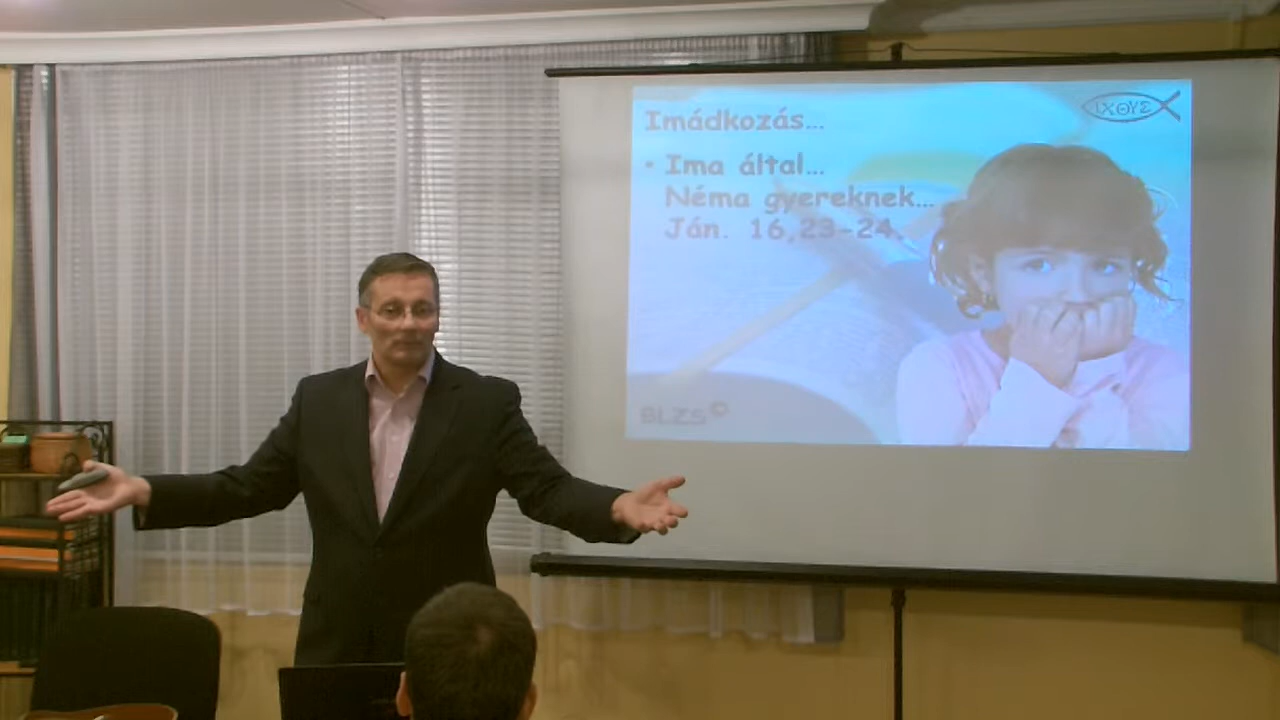 Imádkozás...
ΙΧΘΥΣ
• Ima által...
Néma gyereknek...
Ján. 16,23-24.
BLZS©